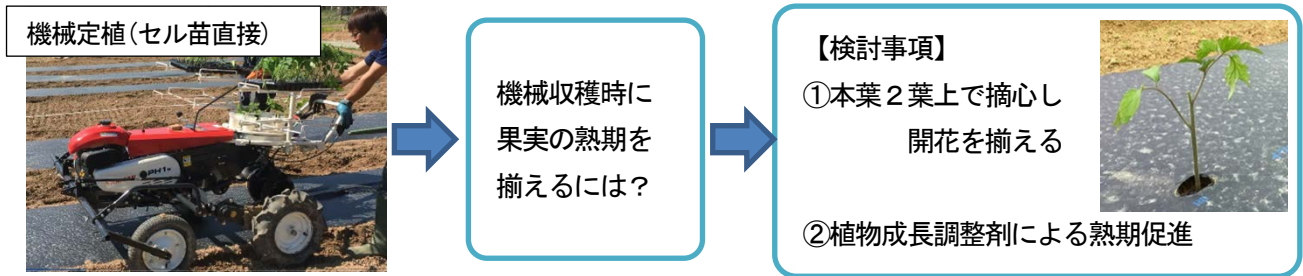 機械定植（セル苗直接）
機械収穫時に
果実の熟期を
揃えるには？
【検討事項】
①本葉２葉上で摘心し
開花を揃える
②植物成長調整剤による熟期促進
PH1